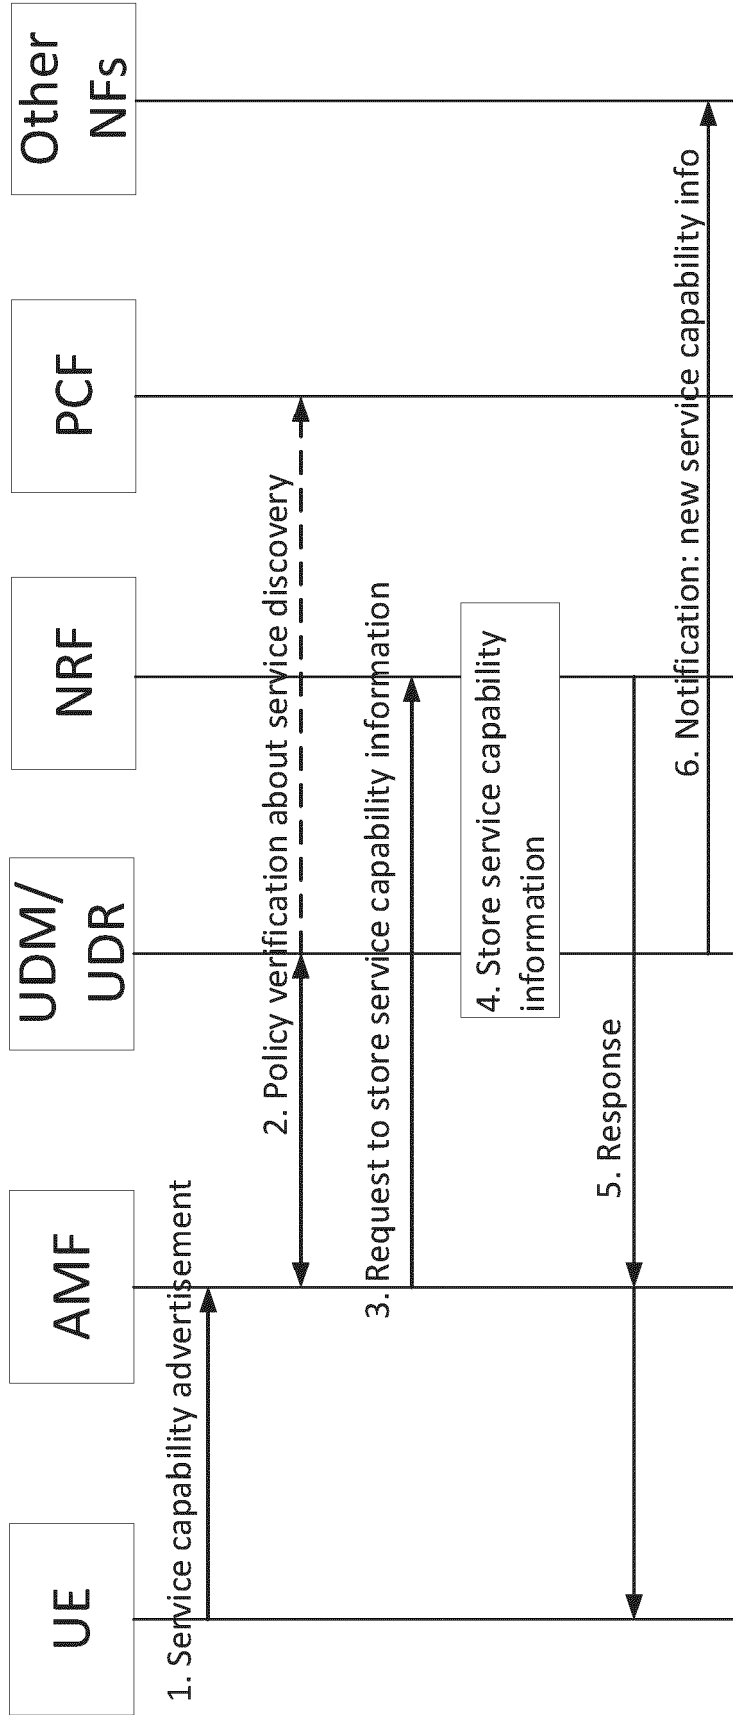 UE
AMF
UDM/
UDR
NRF
PCF
Other
NFs
1. Service capability advertisement
2. Policy verification about service discovery
3. Request to store service capability information
4. Store service capability
information
5. Response
6. Notification: new service capability info